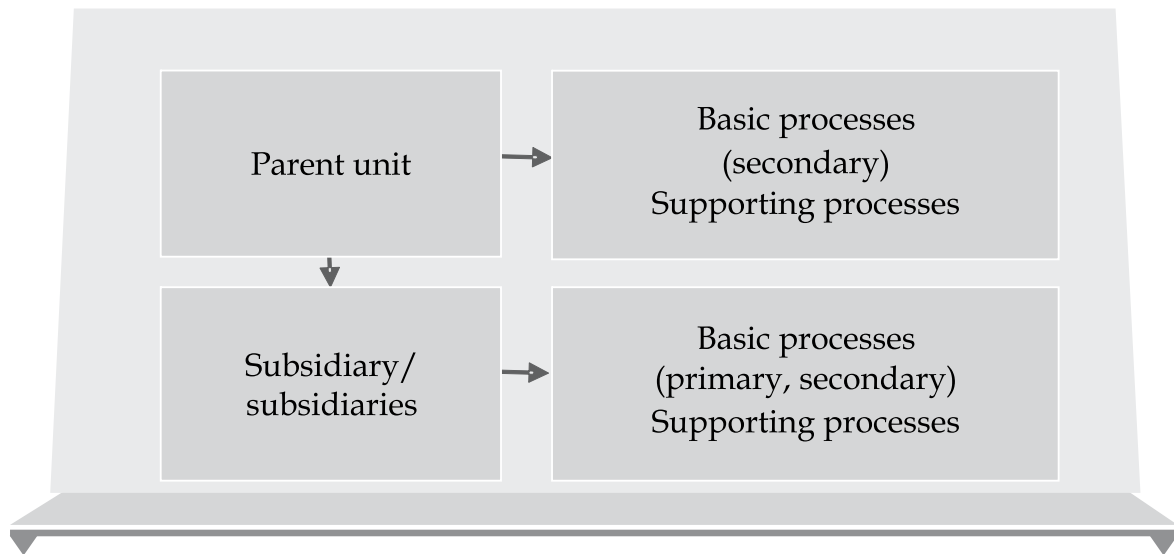 Parent unit
Basic processes
(secondary)
Supporting processes
Subsidiary/
subsidiaries
Basic processes
(primary, secondary)
Supporting processes